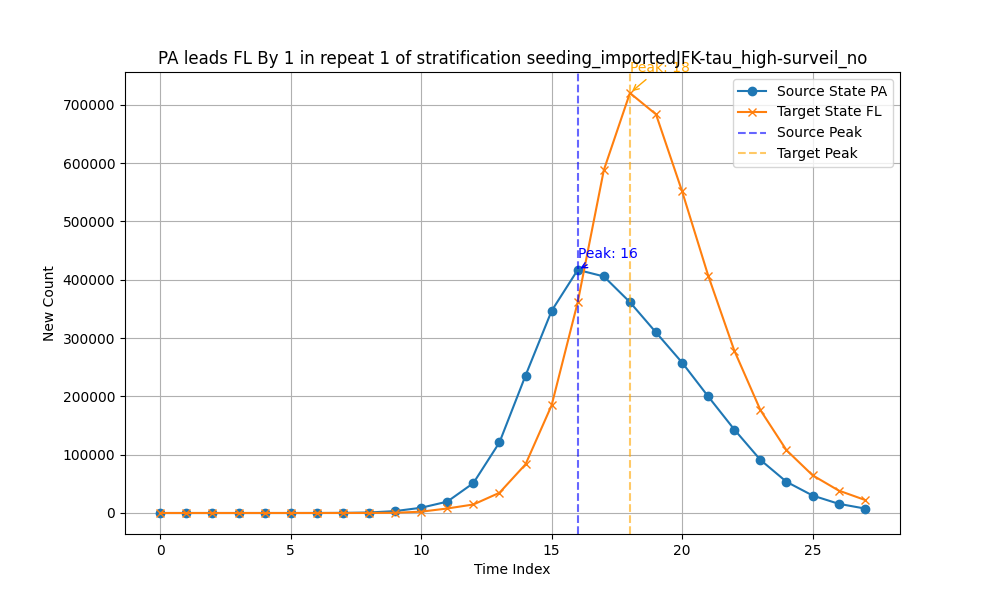 PA leads FL By 1 in repeat 1 of stratification seeding_importedJFK-tau_high-surveil_no
Peak: 18
Source State PA
Target State FL
Source Peak
Target Peak
Peak: 16
New Count
700000
600000
500000
400000
300000
200000
100000
0
0 5 10 15 20 25
Time Index